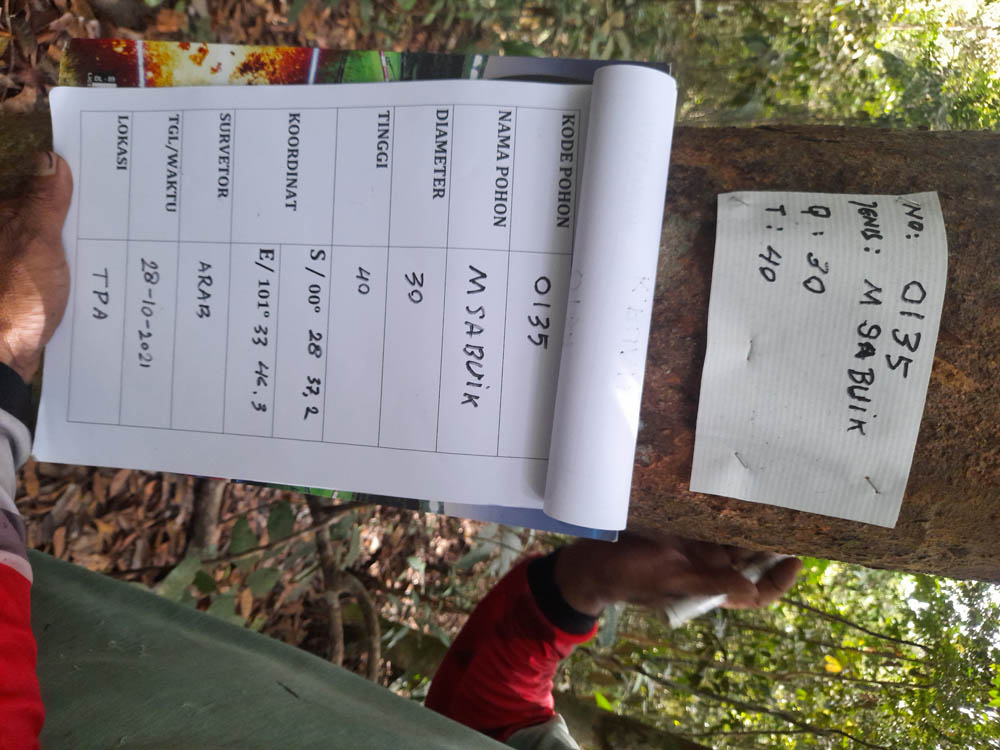 NO: 0135
JENIS: M SABUIK
Q : 30
T : 40
KODE POHON 0135
NAMA POHON M SABUIK
DIAMETER 30
TINGGI 40
KOORDINAT
S / 00° 28 37,2
E/ 101° 33 46.3
SURVETOR ARAB
TGL/WAKTU 28-10-2021
LOKASI TPA